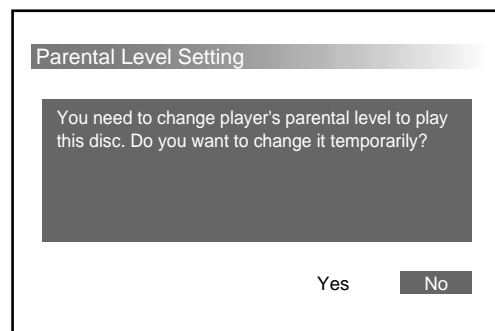 Parental Level Setting
You need to change player's parental level to play
this disc. Do you want to change it temporarily?
Yes No